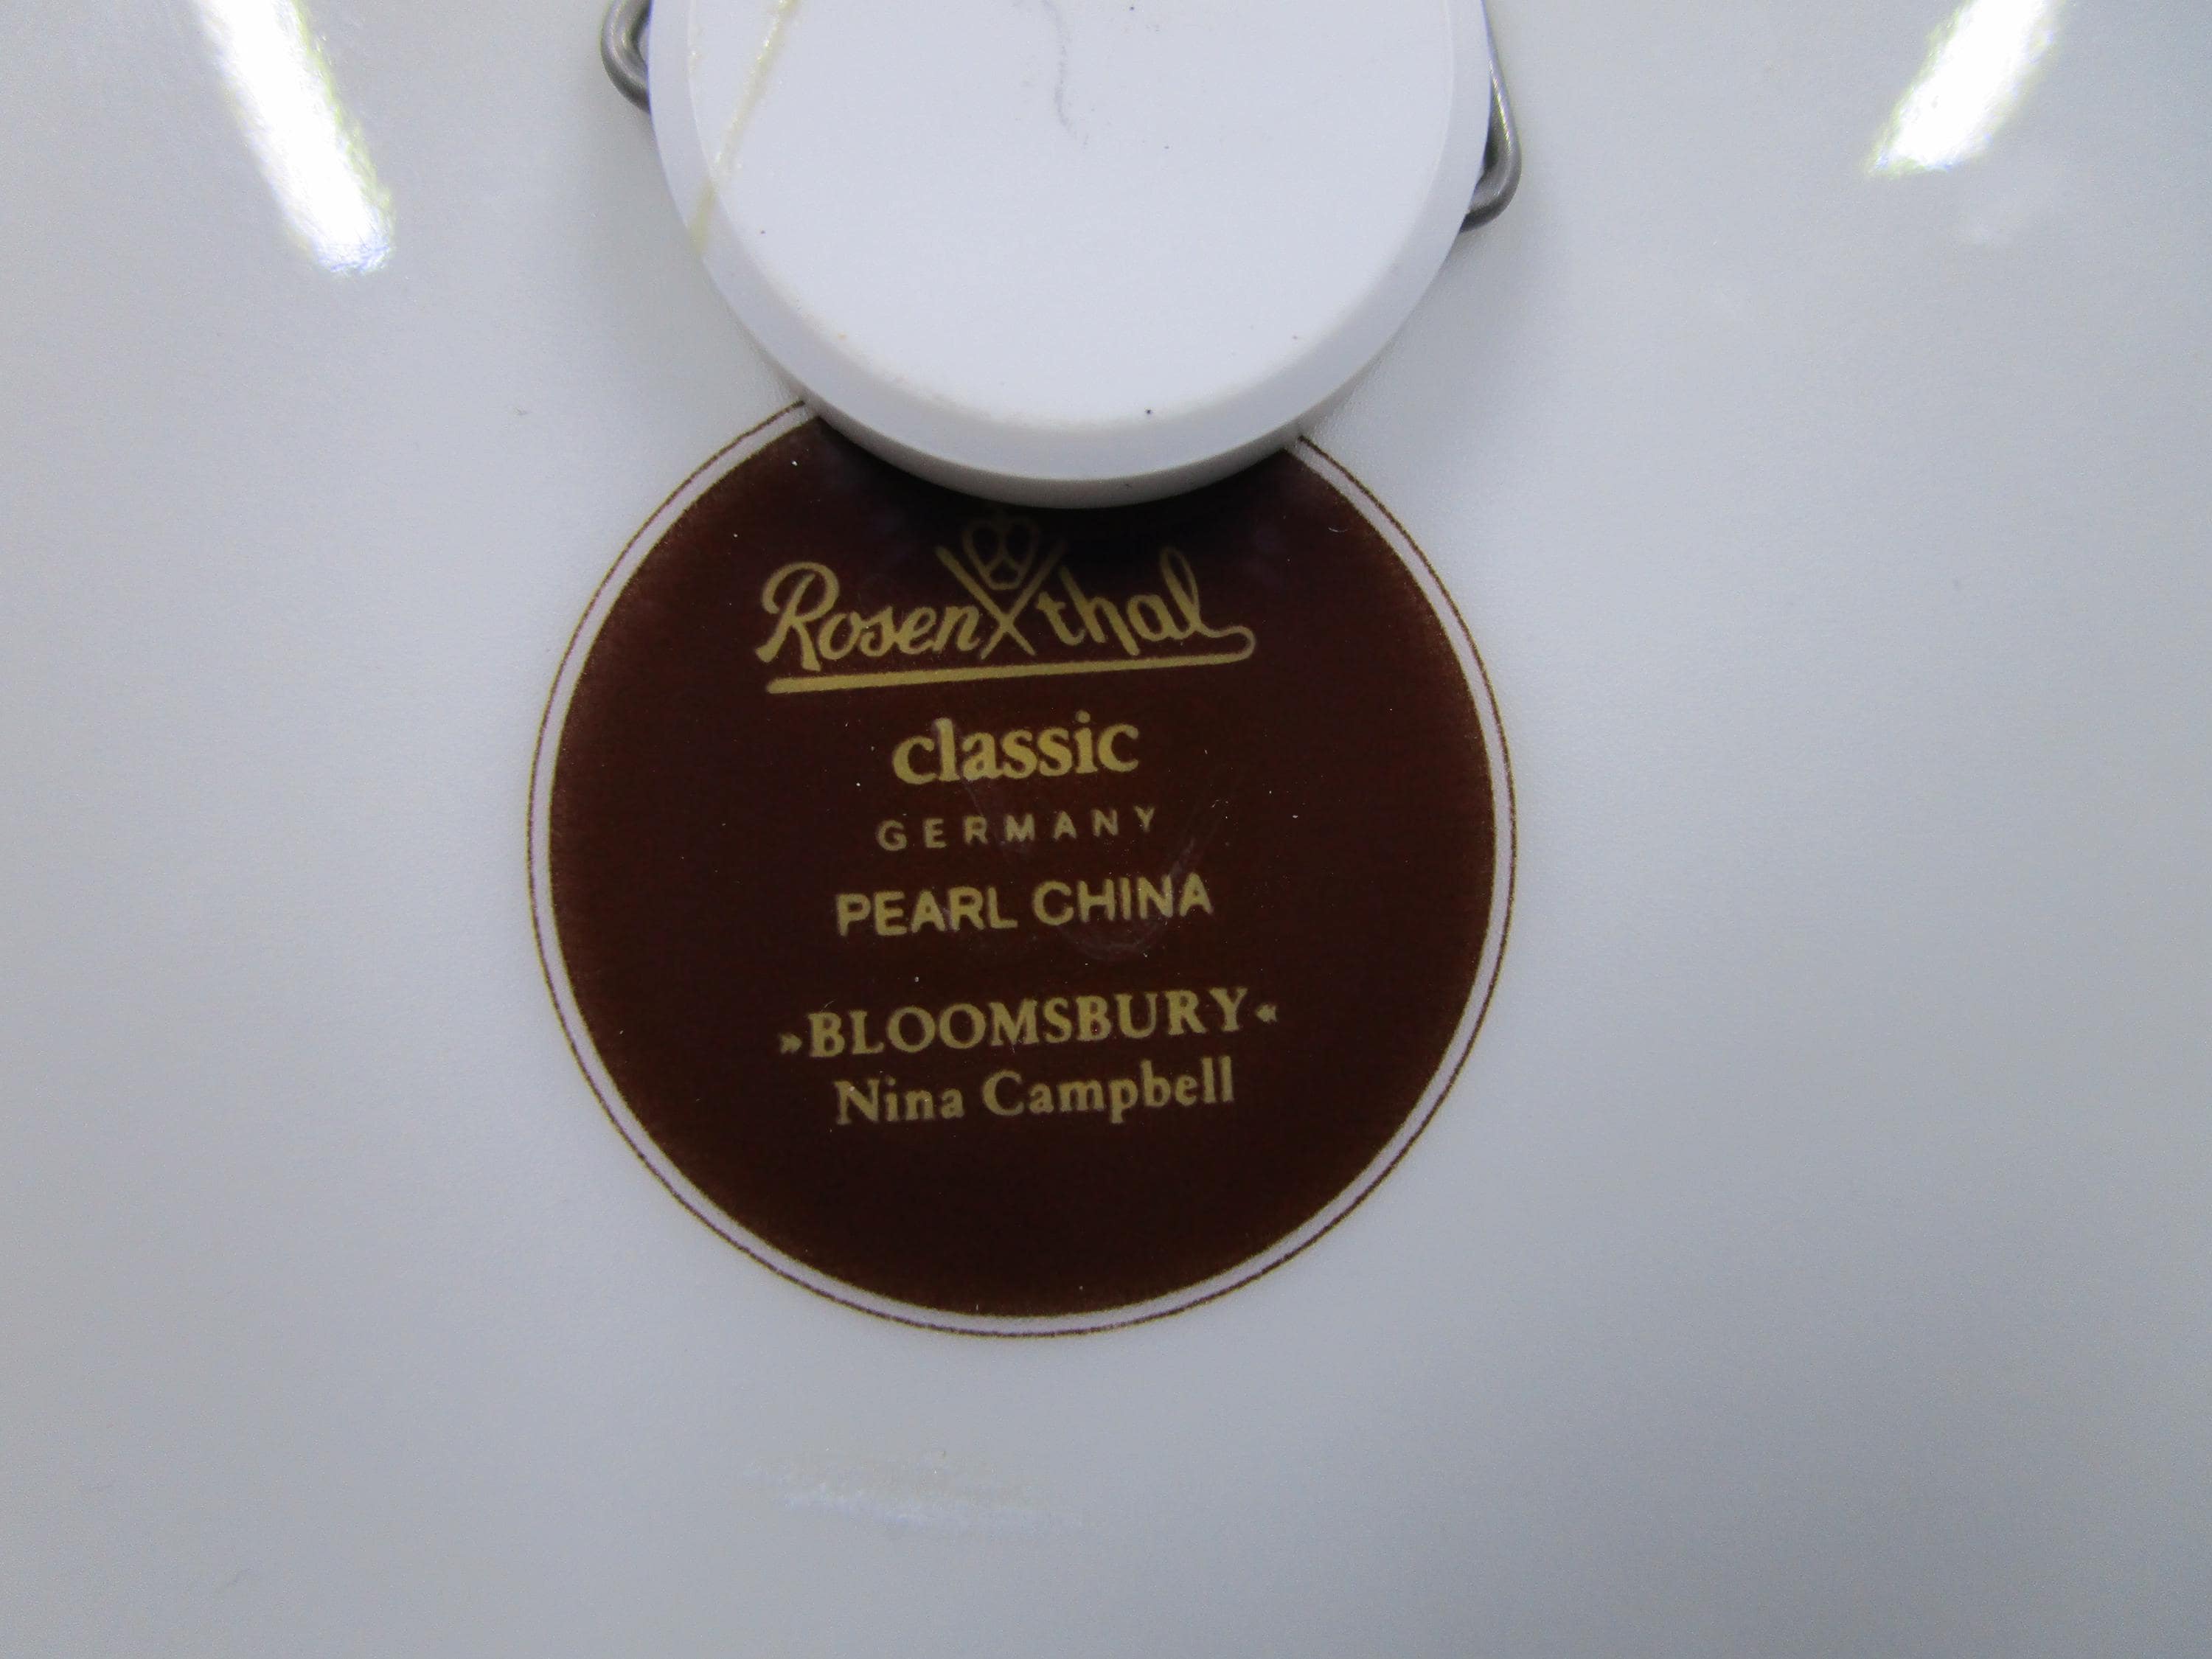 Rosenthal
classic
GERMANY
PEARL CHINA
»BLOOMSBURY«
Nina Campbell